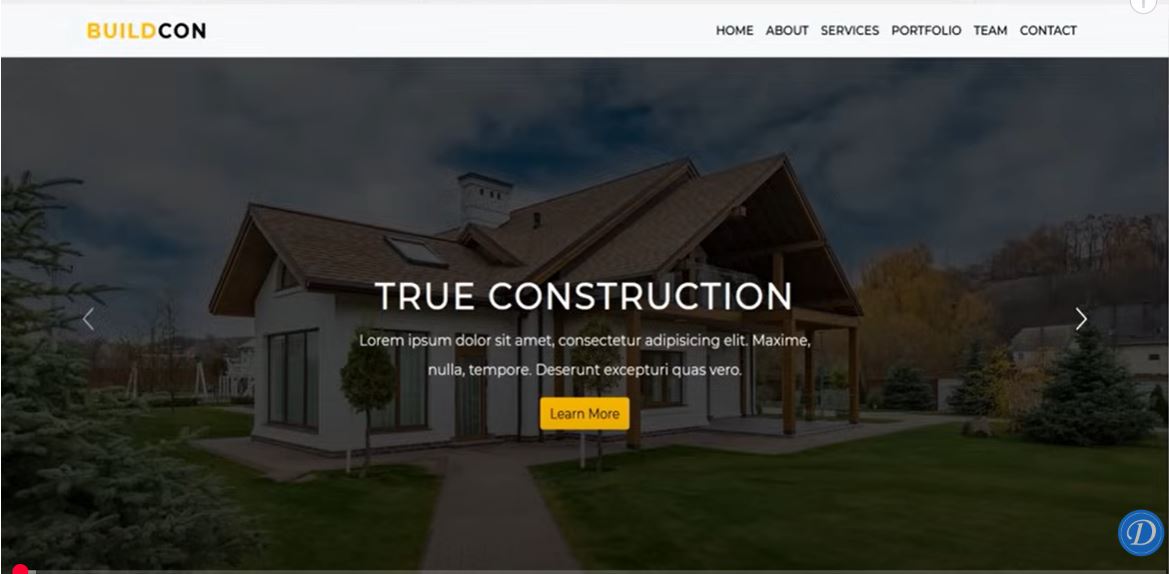 BUILDCON
HOME ABOUT SERVICES PORTFOLIO TEAM CONTACT
TRUE CONSTRUCTION
Lorem ipsum dolor sit amet, consectetur adipisicing elit. Maxime,
nulla, tempore. Deserunt excepturi quas vero.
Learn More
D